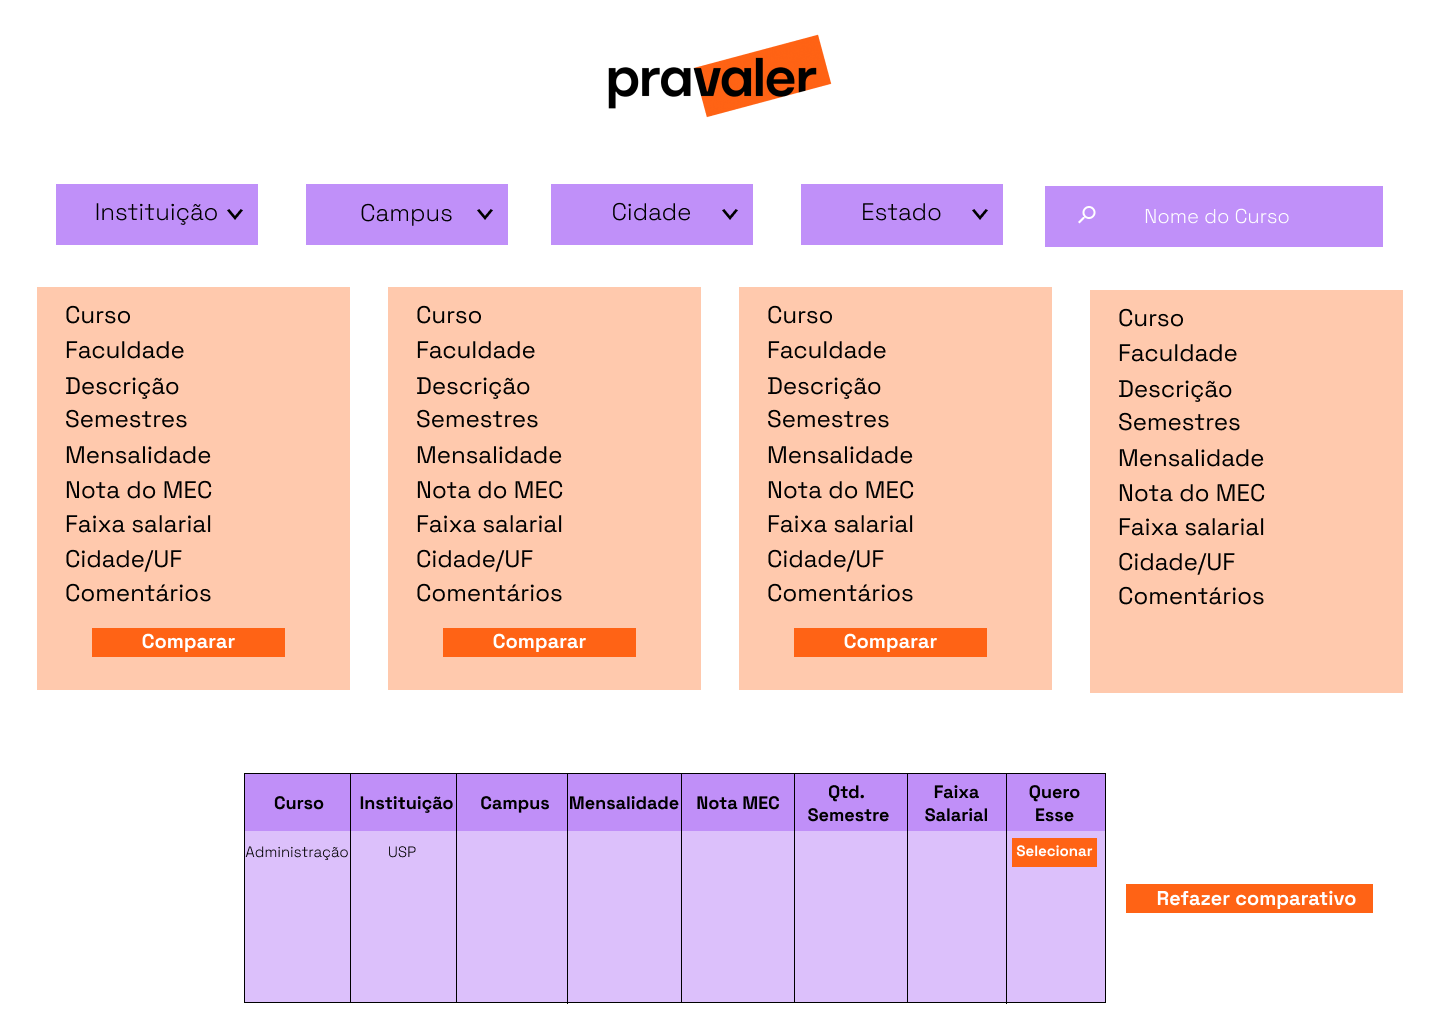 pravaler
Instituição
Campus
Cidade
Estado
Nome do Curso
Curso
Faculdade
Descrição
Semestres
Mensalidade
Nota do MEC
Faixa salarial
Cidade/UF
Comentários
Comparar
Curso
Faculdade
Descrição
Semestres
Mensalidade
Nota do MEC
Faixa salarial
Cidade/UF
Comentários
Comparar
Curso
Faculdade
Descrição
Semestres
Mensalidade
Nota do MEC
Faixa salarial
Cidade/UF
Comentários
Comparar
Curso
Faculdade
Descrição
Semestres
Mensalidade
Nota do MEC
Faixa salarial
Cidade/UF
Comentários
Curso
Instituição
Campus
Mensalidade
Nota MEC
Qtd.
Semestre
Faixa
Salarial
Quero
Esse
Administração
USP
Selecionar
Refazer comparativo